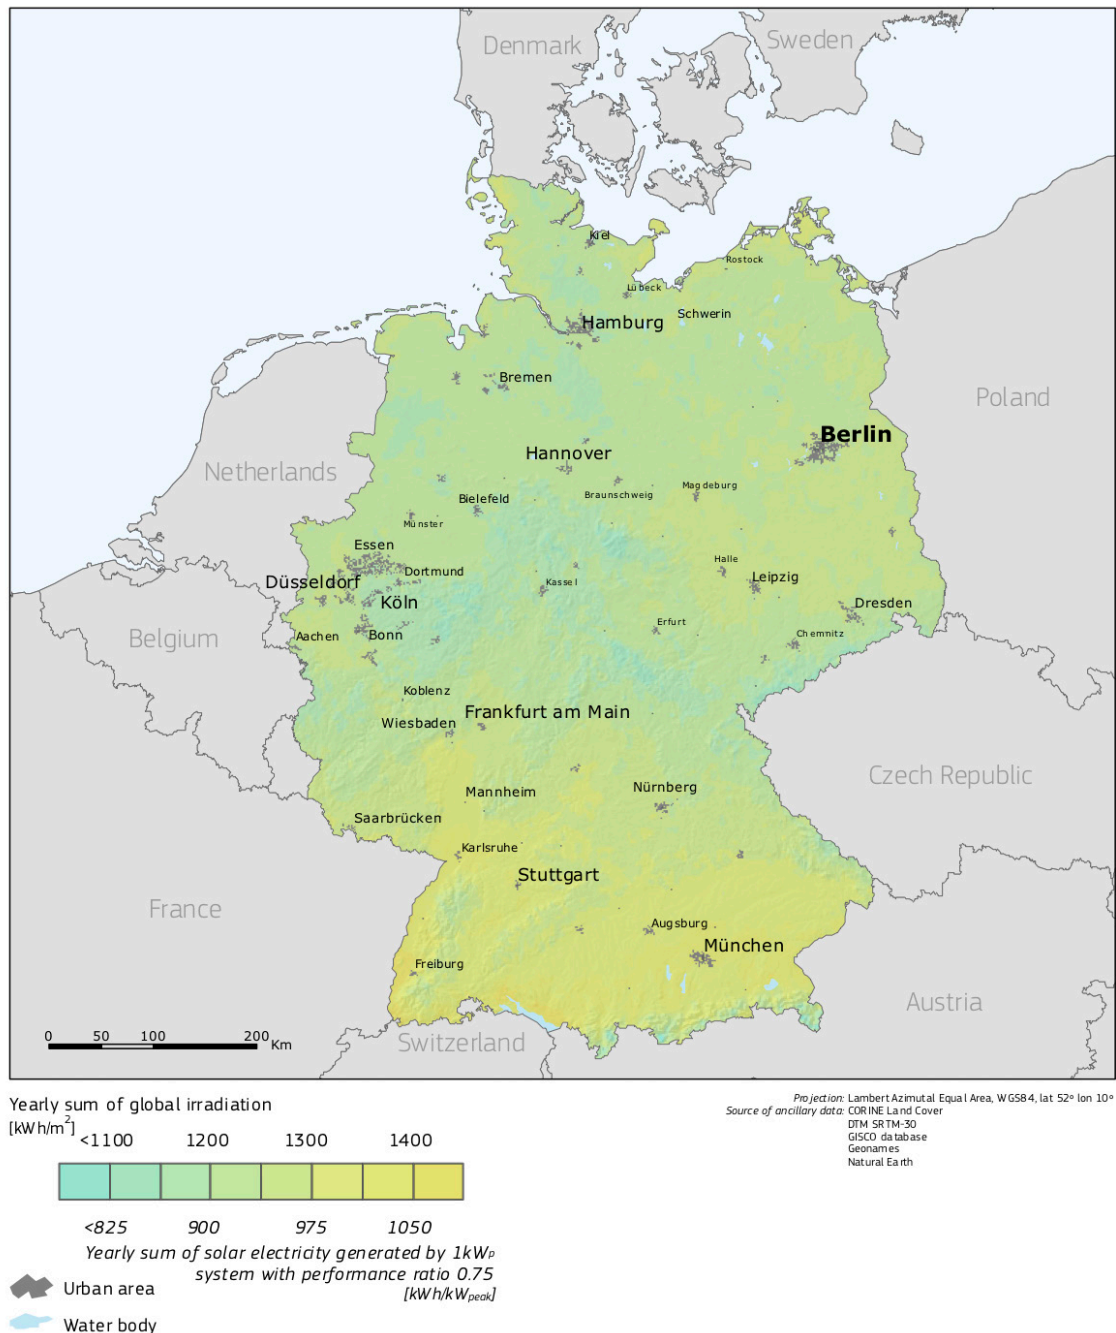 Denmark
Sweden
Kiel
Rostock
Lübeck
Schwerin
Hamburg
Bremen
Poland
Berlin
Hannover
Netherlands
Magdeburg
Braunschweig
Bielefeld
Münster
Essen
Halle
Dortmund
Leipzig
Düsseldorf
Kassel
Köln
Dresden
Erfurt
Chemnitz
Belgium
Aachen
Bonn
Koblenz
Frankfurt am Main
Wiesbaden
Czech Republic
Nürnberg
Mannheim
Saarbrücken
Karlsruhe
Stuttgart
France
Augsburg
München
Freiburg
Austria
Switzerland
0 50 100 200 Km
Yearly sum of global irradiation
[kWh/m²]
<1100 1200 1300 1400
<825 900 975 1050
Yearly sum of solar electricity generated by 1kWp
system with performance ratio 0.75
[kWh/kWpeak]
Urban area
Water body
Projection: Lambert Azimutal Equal Area, WGS84, lat 52º lon 10º
Source of ancillary data: CORINE Land Cover
DTM SRTM-30
GISCO database
Geonames
Natural Earth